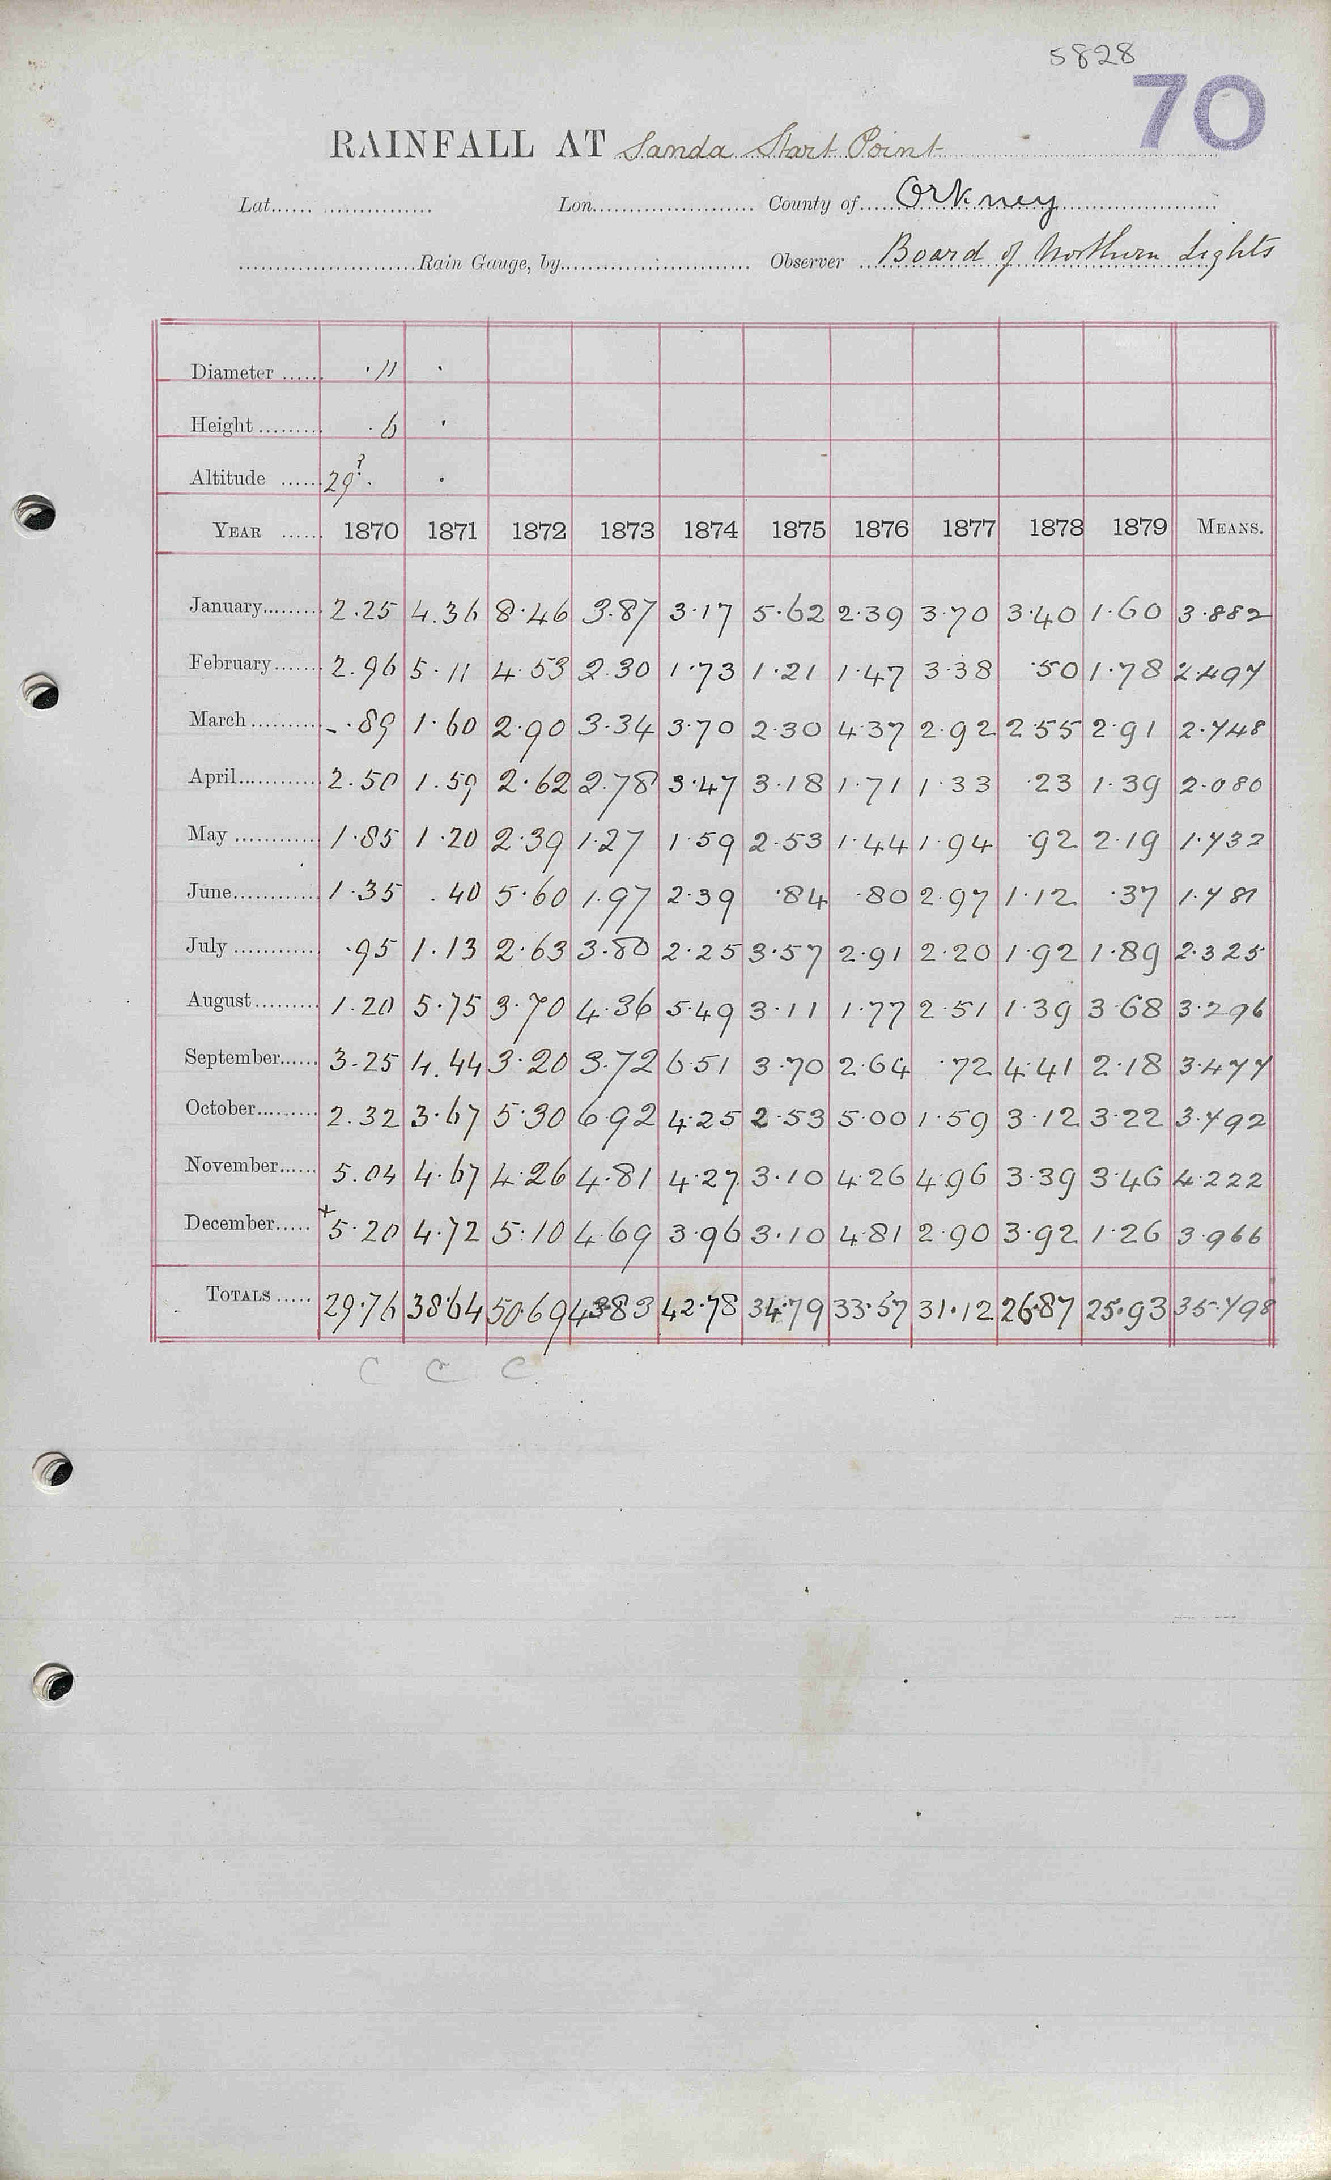 5828
70
RAINFALL AT Sanda Start Point
Lat. Lon. County of Orkney
Rain Gauge, by Observer Board of Northern Lights
Diameter 11
Height 6
Altitude 29?
YEAR 1870 1871 1872 1873 1874 1875 1876 1877 1878 1879 MEANS.
January 2.25 4.36 8.46 3.87 3.17 5.62 2.39 3.70 3.40 1.60 3.882
February 2.96 5.11 4.53 2.30 1.73 1.21 1.47 3.38 .50 1.78 2.497
March .89 1.60 2.90 3.34 3.70 2.30 4.37 2.92 2.55 2.91 2.748
April 2.50 1.59 2.62 2.78 3.47 3.18 1.71 1.33 .23 1.39 2.080
May 1.85 1.20 2.39 1.27 1.59 2.53 1.44 1.94 .92 2.19 1.732
June 1.35 .40 5.60 1.97 2.39 .84 .80 2.97 1.12 .37 1.781
July .95 1.13 2.63 3.80 2.25 3.57 2.91 2.20 1.92 1.89 2.325
August 1.20 5.75 3.70 4.36 5.49 3.11 1.77 2.51 1.39 3.68 3.296
September 3.25 4.44 3.20 3.72 6.51 3.70 2.64 .72 4.41 2.18 3.477
October 2.32 3.67 5.30 6.92 4.25 2.53 5.00 1.59 3.12 3.22 3.792
November 5.04 4.67 4.26 4.81 4.27 3.10 4.26 4.96 3.39 3.46 4.222
December x 5.20 4.72 5.10 4.69 3.96 3.10 4.81 2.90 3.92 1.26 3.966
TOTALS 29.76 38.64 50.69 43.83 42.78 34.79 33.57 31.12 26.87 25.93 35.798
C C C